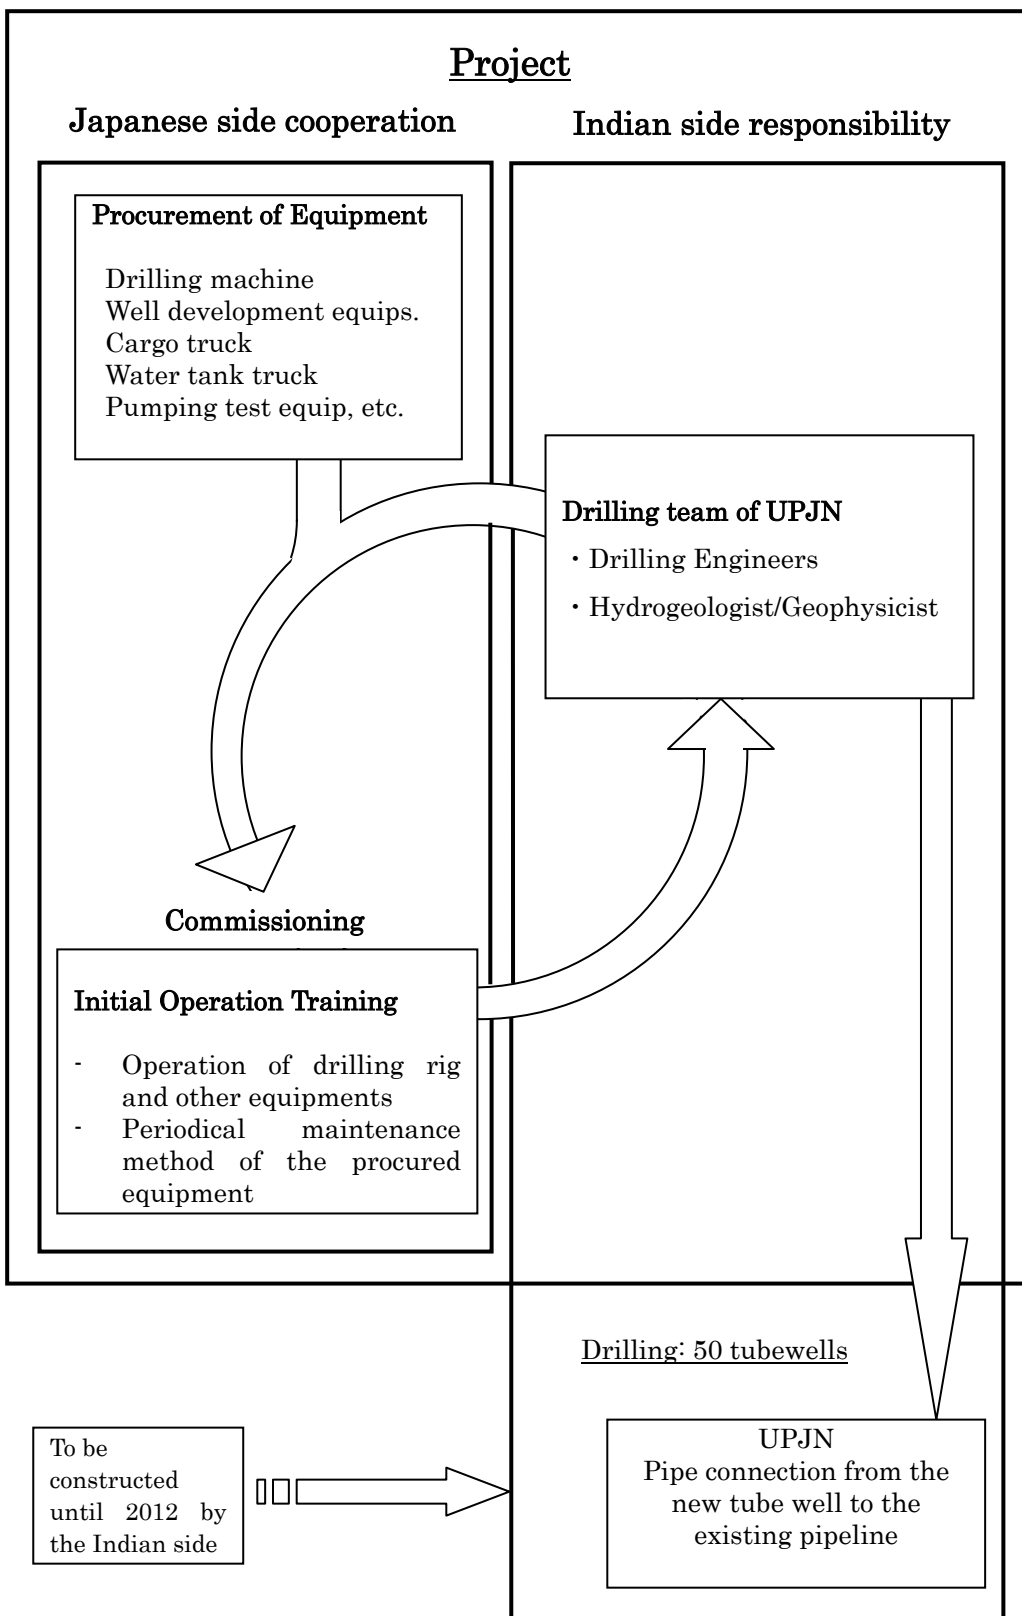 Project
Japanese side cooperation
Indian side responsibility
Procurement of Equipment
Drilling machine
Well development equips.
Cargo truck
Water tank truck
Pumping test equip, etc.
Drilling team of UPJN
・Drilling Engineers
・Hydrogeologist/Geophysicist
Commissioning
Initial Operation Training
- Operation of drilling rig
and other equipments
- Periodical maintenance
method of the procured
equipment
Drilling: 50 tubewells
To be
constructed
until 2012 by
the Indian side
UPJN
Pipe connection from the
new tube well to the
existing pipeline